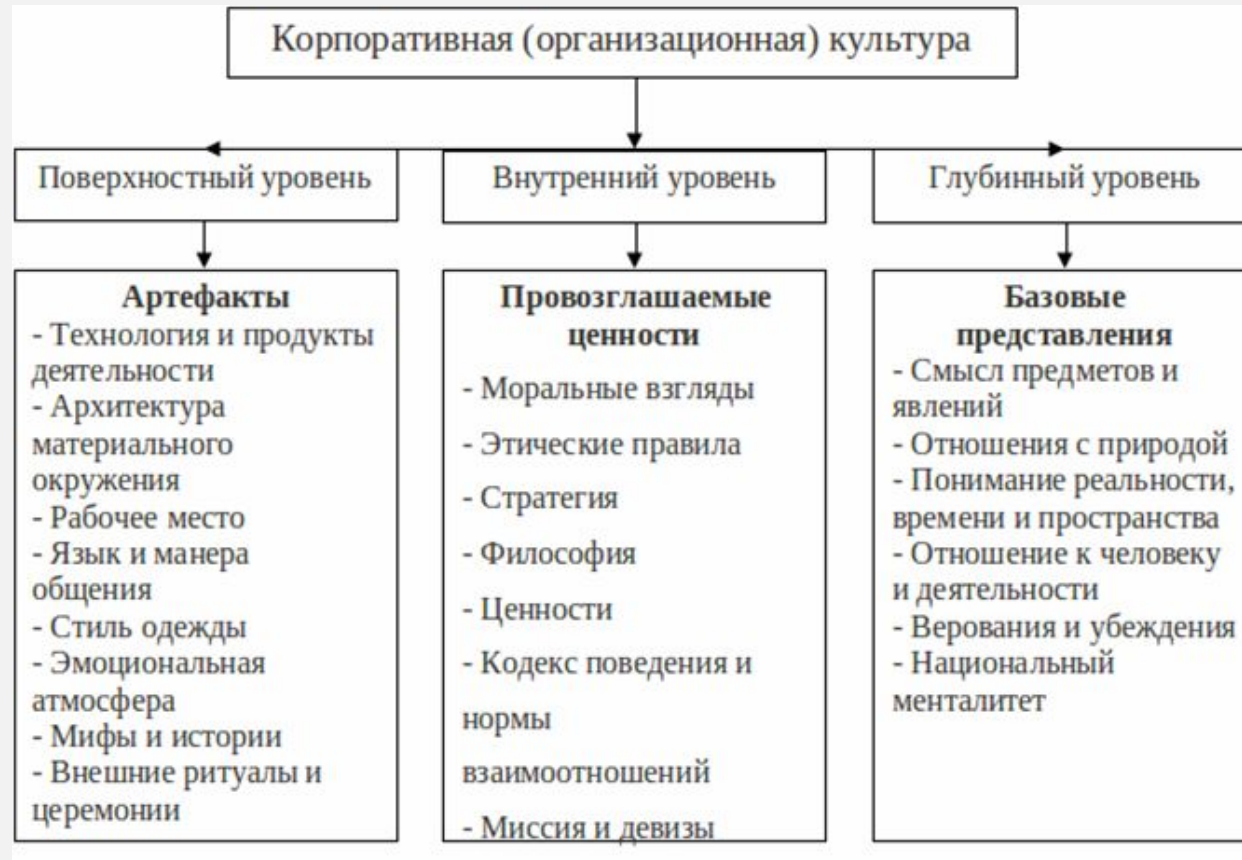 Корпоративная (организационная) культура
Поверхностный уровень
Внутренний уровень
Глубинный уровень
Артефакты
- Технология и продукты
деятельности
- Архитектура
материального
окружения
- Рабочее место
- Язык и манера
общения
- Стиль одежды
- Эмоциональная
атмосфера
- Мифы и истории
- Внешние ритуалы и
церемонии
Провозглашаемые
ценности
- Моральные взгляды
- Этические правила
- Стратегия
- Философия
- Ценности
- Кодекс поведения и
нормы
взаимоотношений
- Миссия и девизы
Базовые
представления
- Смысл предметов и
явлений
- Отношения с природой
- Понимание реальности,
времени и пространства
- Отношение к человеку
и деятельности
- Верования и убеждения
- Национальный
менталитет